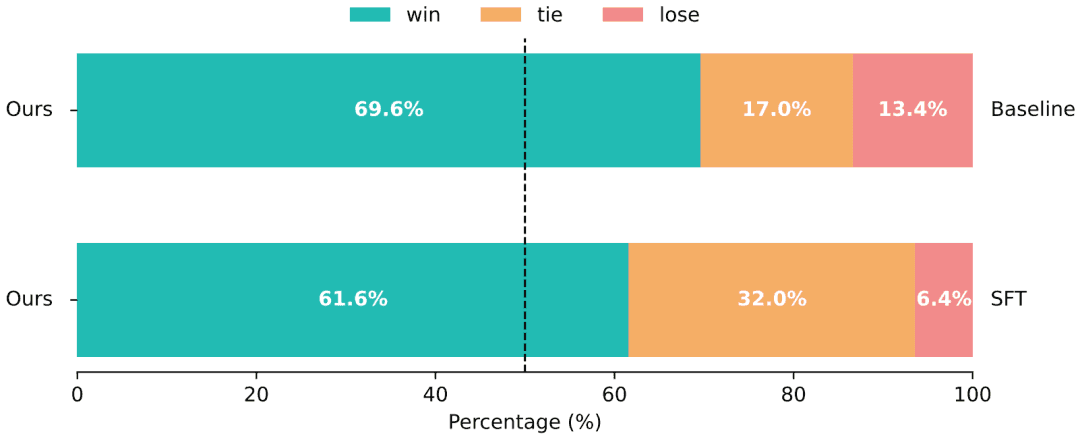 win tie lose
Ours 69.6% 17.0% 13.4% Baseline
Ours 61.6% 32.0% 6.4% SFT
0 20 40 60 80 100
Percentage (%)